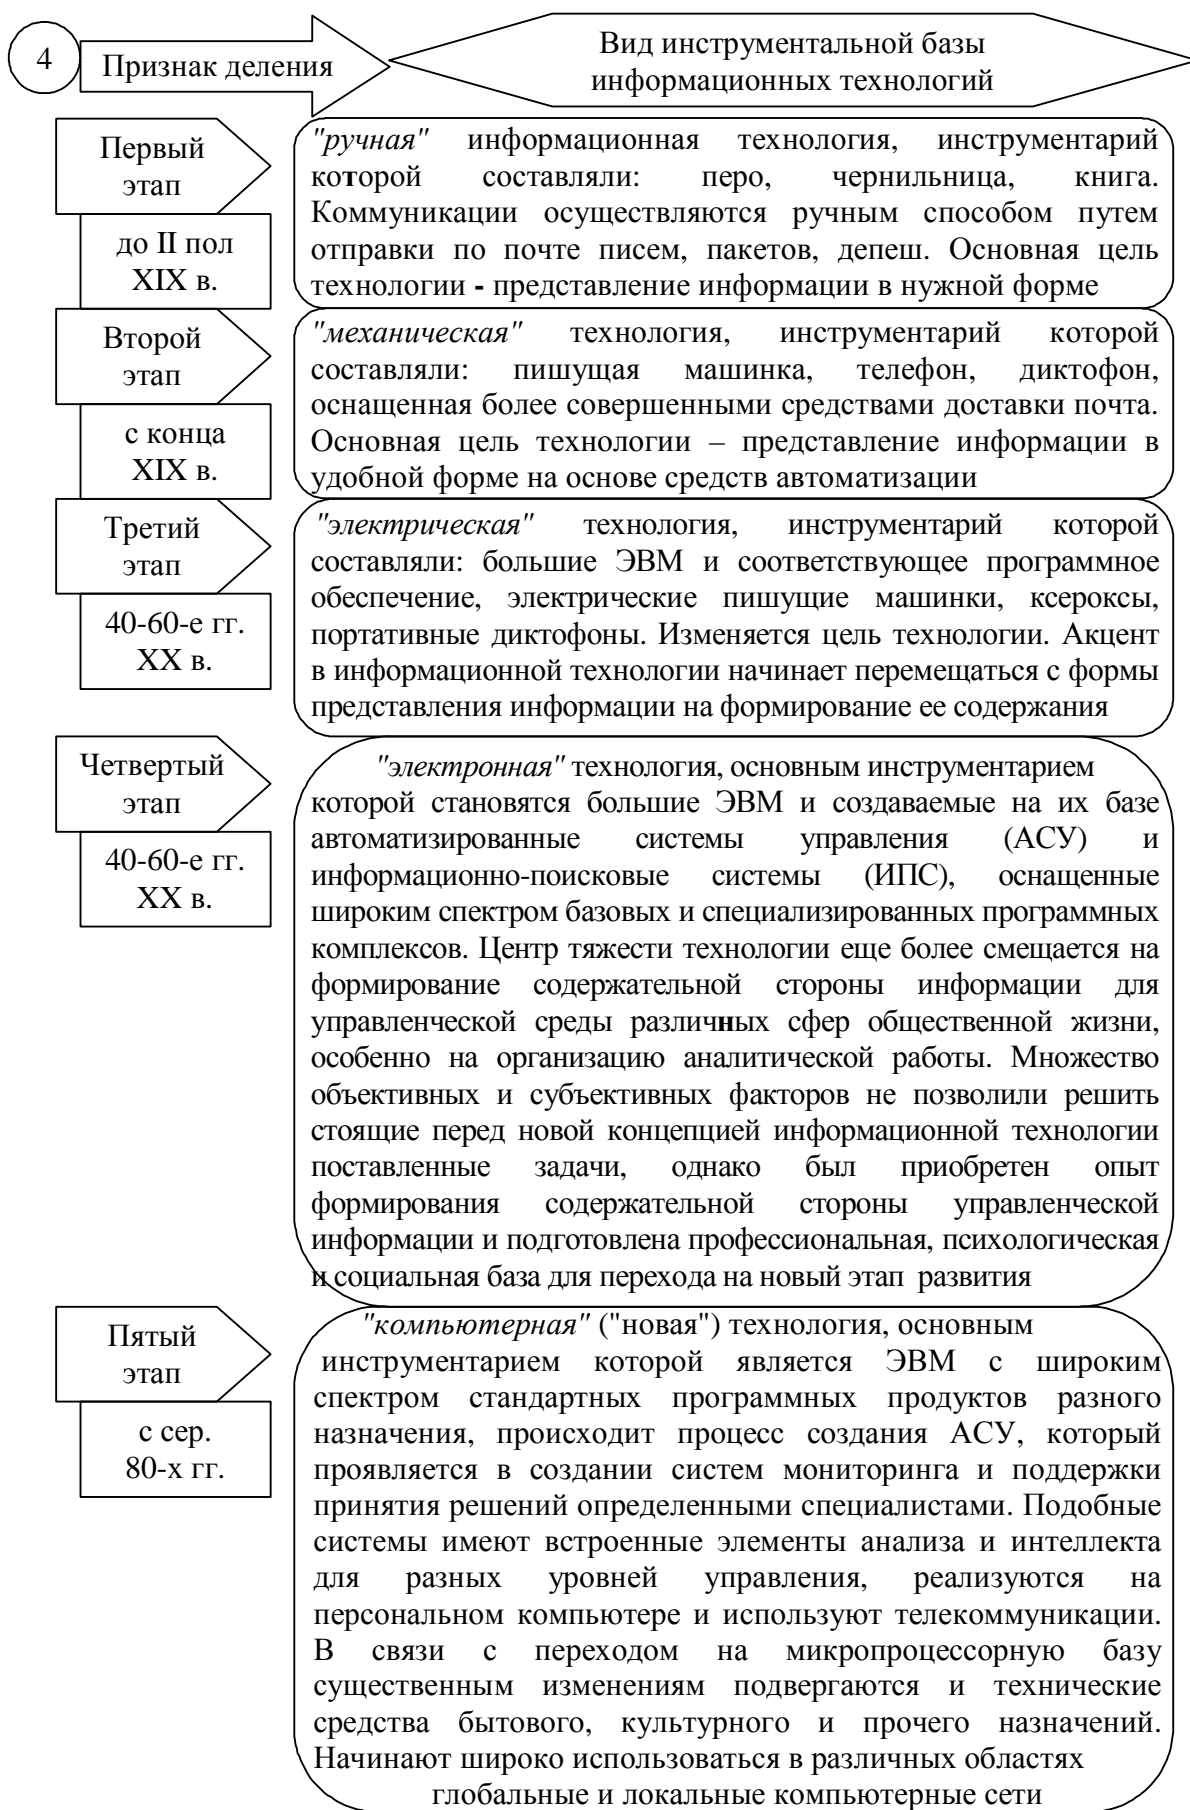 4
Признак деления
Вид инструментальной базы
информационных технологий
Первый
этап
до II пол
XIX в.
"ручная" информационная технология, инструментарий
которой составляли: перо, чернильница, книга.
Коммуникации осуществляются ручным способом путем
отправки по почте писем, пакетов, депеш. Основная цель
технологии - представление информации в нужной форме
Второй
этап
с конца
XIX в.
"механическая" технология, инструментарий которой
составляли: пишущая машинка, телефон, диктофон,
оснащенная более совершенными средствами доставки почта.
Основная цель технологии – представление информации в
удобной форме на основе средств автоматизации
Третий
этап
40-60-е гг.
XX в.
"электрическая" технология, инструментарий которой
составляли: большие ЭВМ и соответствующее программное
обеспечение, электрические пишущие машинки, ксероксы,
портативные диктофоны. Изменяется цель технологии. Акцент
в информационной технологии начинает перемещаться с формы
представления информации на формирование ее содержания
Четвертый
этап
40-60-е гг.
XX в.
"электронная" технология, основным инструментарием
которой становятся большие ЭВМ и создаваемые на их базе
автоматизированные системы управления (АСУ) и
информационно-поисковые системы (ИПС), оснащенные
широким спектром базовых и специализированных программных
комплексов. Центр тяжести технологии еще более смещается на
формирование содержательной стороны информации для
управленческой среды различных сфер общественной жизни,
особенно на организацию аналитической работы. Множество
объективных и субъективных факторов не позволили решить
стоящие перед новой концепцией информационной технологии
поставленные задачи, однако был приобретен опыт
формирования содержательной стороны управленческой
информации и подготовлена профессиональная, психологическая
и социальная база для перехода на новый этап развития
Пятый
этап
с сер.
80-х гг.
"компьютерная" ("новая") технология, основным
инструментарием которой является ЭВМ с широким
спектром стандартных программных продуктов разного
назначения, происходит процесс создания АСУ, который
проявляется в создании систем мониторинга и поддержки
принятия решений определенными специалистами. Подобные
системы имеют встроенные элементы анализа и интеллекта
для разных уровней управления, реализуются на
персональном компьютере и используют телекоммуникации.
В связи с переходом на микропроцессорную базу
существенным изменениям подвергаются и технические
средства бытового, культурного и прочего назначений.
Начинают широко использоваться в различных областях
глобальные и локальные компьютерные сети